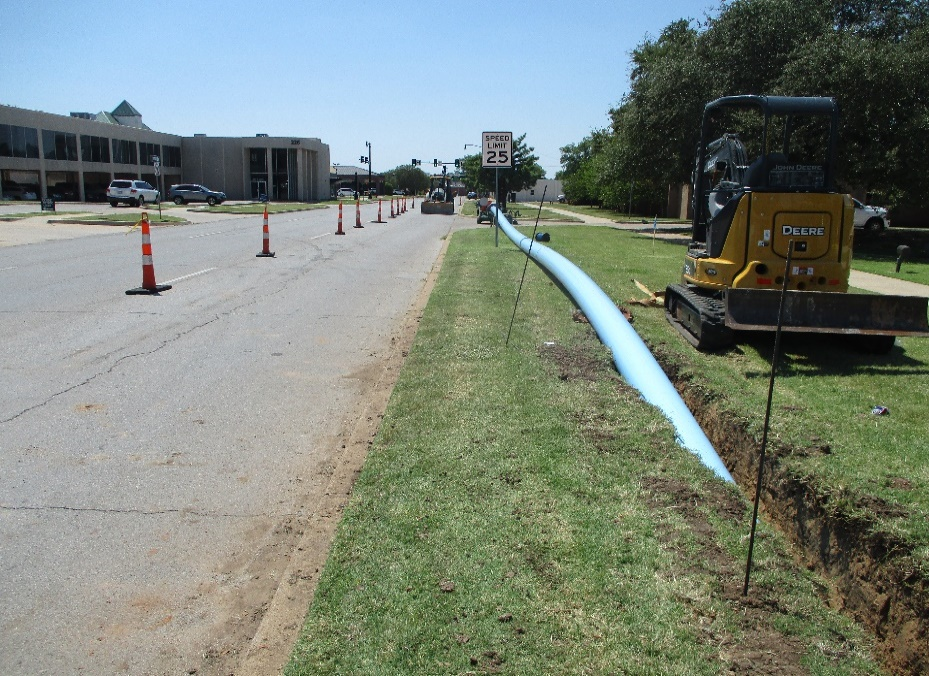 SPEED
LIMIT
25
JOHN DEERE
DEERE